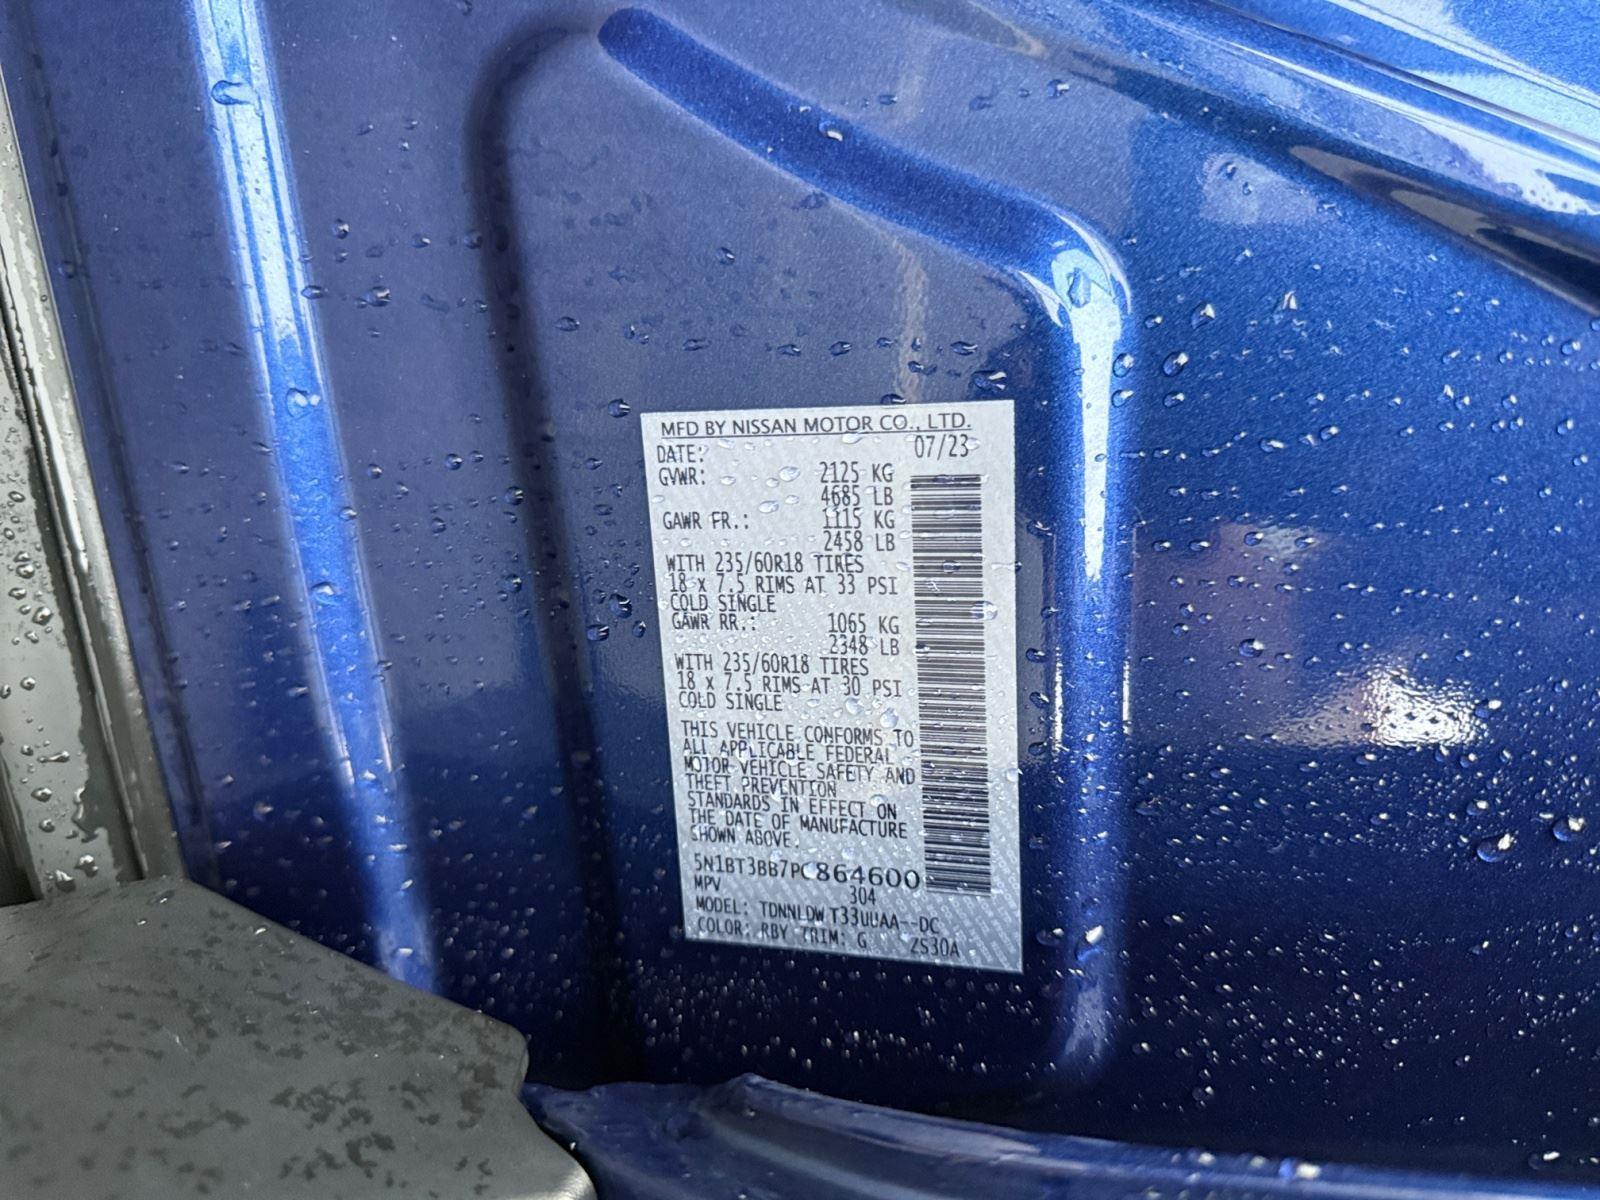 MFD BY NISSAN MOTOR CO., LTD.
DATE: 07/23
GVWR: 2125 KG
4685 LB
GAWR FR.: 1115 KG
2458 LB
WITH 235/60R18 TIRES
18 x 7.5 RIMS AT 33 PSI
COLD SINGLE
GAWR RR.: 1065 KG
2348 LB
WITH 235/60R18 TIRES
18 x 7.5 RIMS AT 30 PSI
COLD SINGLE
THIS VEHICLE CONFORMS TO
ALL APPLICABLE FEDERAL
MOTOR VEHICLE SAFETY AND
THEFT PREVENTION
STANDARDS IN EFFECT ON
THE DATE OF MANUFACTURE
SHOWN ABOVE.
5N1BT3BB7PC864600
MPV 304
MODEL: TDNNLDW T33UUAA--DC
COLOR: RBY TRIM: G 2S30A